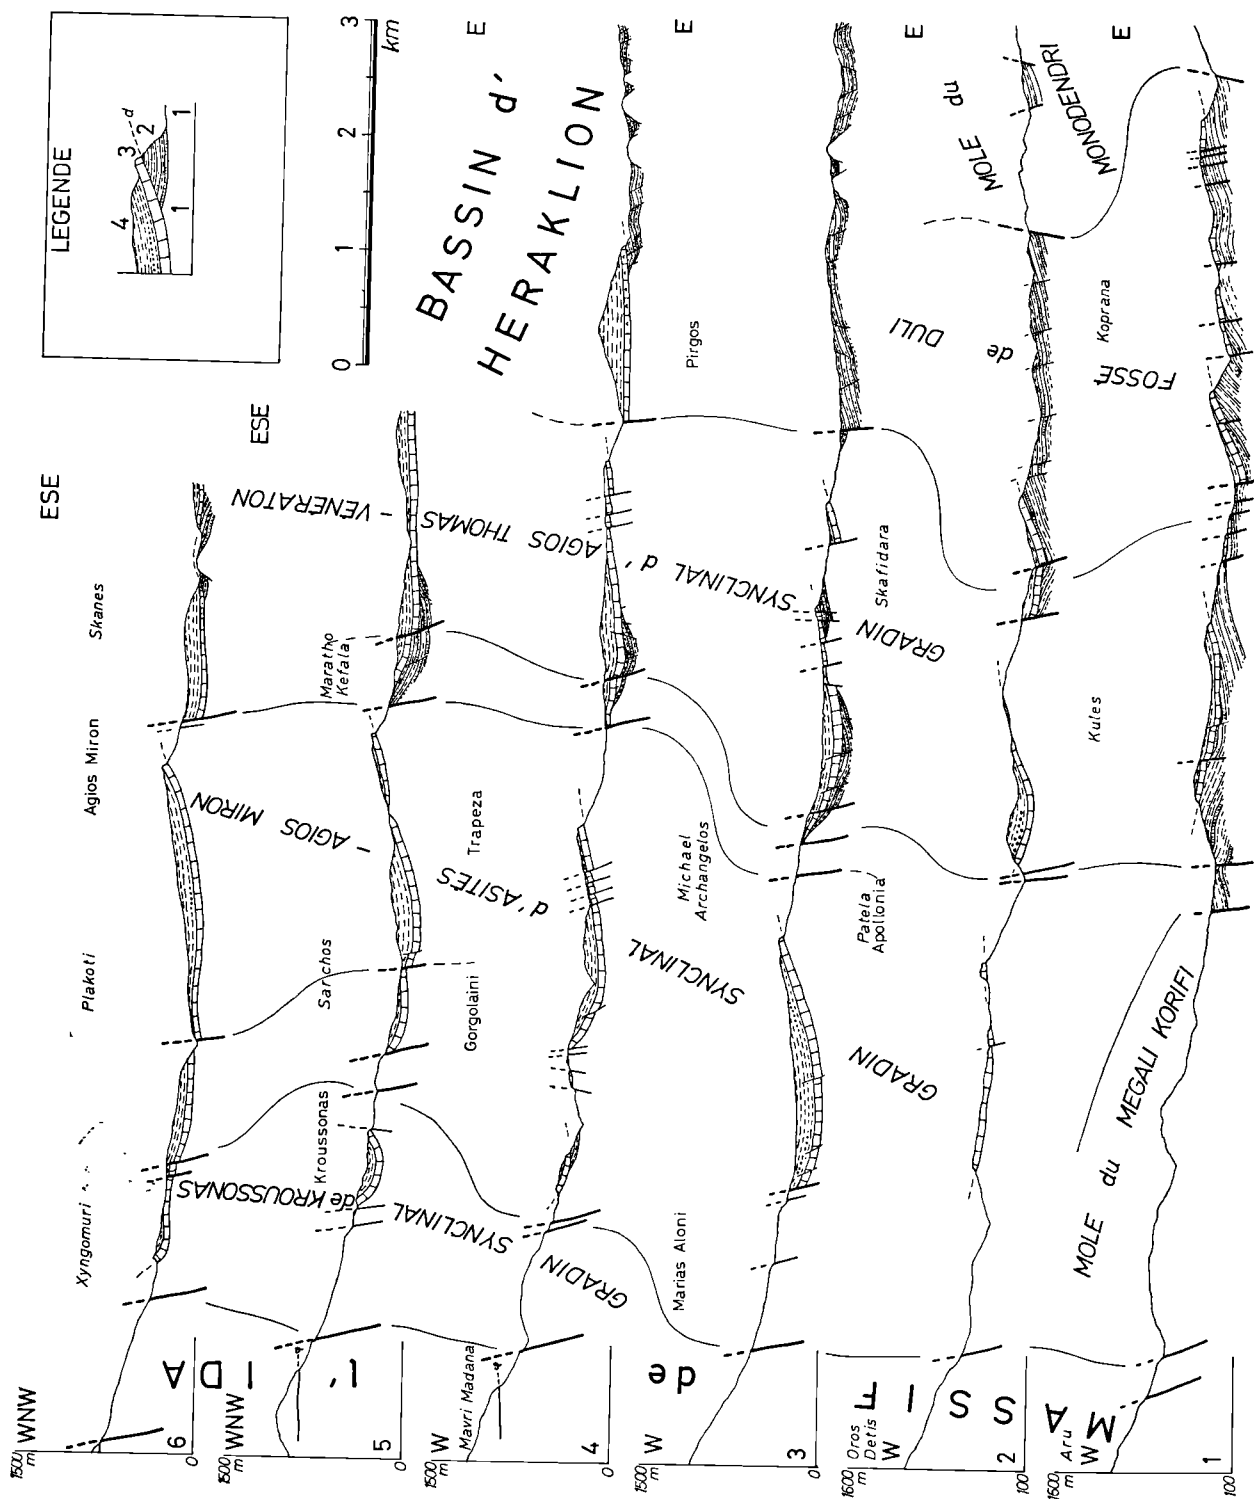 LEGENDE
4
3
d
2
1
1
0
1
2
3
km
ESE
Xyngomuri
Plakoti
Agios Miron
Skanes
1500
m
WNW
6
0
ESE
Kroussonas
Sarchos
Maratho
Kefala
1500
m
WNW
5
0
E
Mavri Madana
Gorgolaini
Trapeza
1500
m
W
4
0
E
Marias Aloni
Michael
Archangelos
Pirgos
1500
m
W
3
0
E
Oros
Detis
Patela
Apollonia
Skafidara
1600
m
W
2
100
E
Aru
Kules
Koprana
1600
m
W
1
100
MASSIF de l'IDA
GRADIN
SYNCLINAL de KROUSSONAS
GRADIN
SYNCLINAL d'ASITES - AGIOS MIRON
GRADIN
SYNCLINAL d'AGIOS THOMAS - VENERATON
BASSIN d'
HERAKLION
MOLE du MEGALI KORIFI
FOSSE de DULI
MOLE du
MONODENDRI